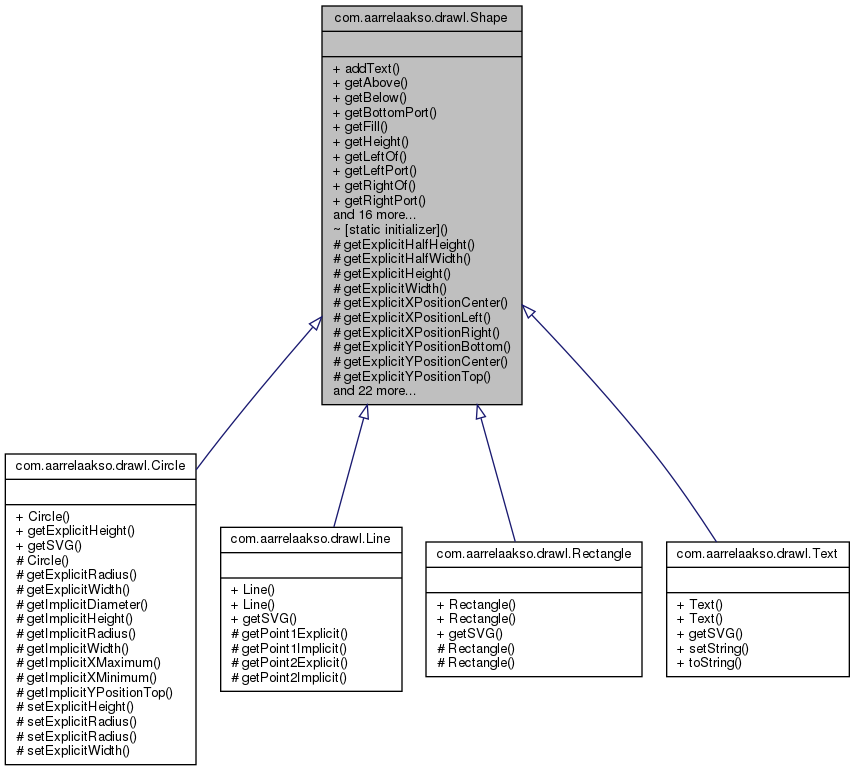 com.aarrelaakso.drawl.Shape
+ addText()
+ getAbove()
+ getBelow()
+ getBottomPort()
+ getFill()
+ getHeight()
+ getLeftOf()
+ getLeftPort()
+ getRightOf()
+ getRightPort()
and 16 more...
~ [static initializer]()
# getExplicitHalfHeight()
# getExplicitHalfWidth()
# getExplicitHeight()
# getExplicitWidth()
# getExplicitXPositionCenter()
# getExplicitXPositionLeft()
# getExplicitXPositionRight()
# getExplicitYPositionBottom()
# getExplicitYPositionCenter()
# getExplicitYPositionTop()
and 22 more...
com.aarrelaakso.drawl.Circle
+ Circle()
+ getExplicitHeight()
+ getSVG()
# Circle()
# getExplicitRadius()
# getExplicitWidth()
# getImplicitDiameter()
# getImplicitHeight()
# getImplicitRadius()
# getImplicitWidth()
# getImplicitXMaximum()
# getImplicitXMinimum()
# getImplicitYPositionTop()
# setExplicitHeight()
# setExplicitRadius()
# setExplicitRadius()
# setExplicitWidth()
com.aarrelaakso.drawl.Line
+ Line()
+ Line()
+ getSVG()
# getPoint1Explicit()
# getPoint1Implicit()
# getPoint2Explicit()
# getPoint2Implicit()
com.aarrelaakso.drawl.Rectangle
+ Rectangle()
+ Rectangle()
+ getSVG()
# Rectangle()
# Rectangle()
com.aarrelaakso.drawl.Text
+ Text()
+ Text()
+ getSVG()
+ setString()
+ toString()